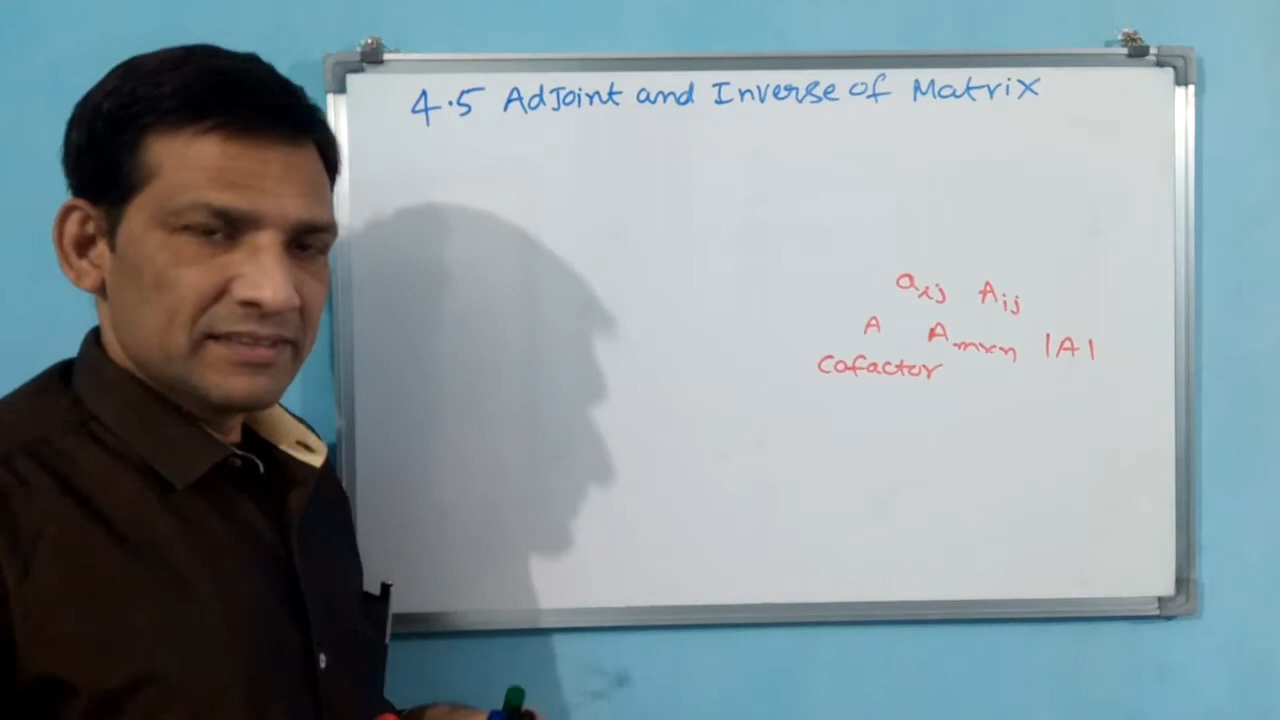 4.5 Adjoint and Inverse of Matrix
aij Aij
A Amxn |A|
Cofactor